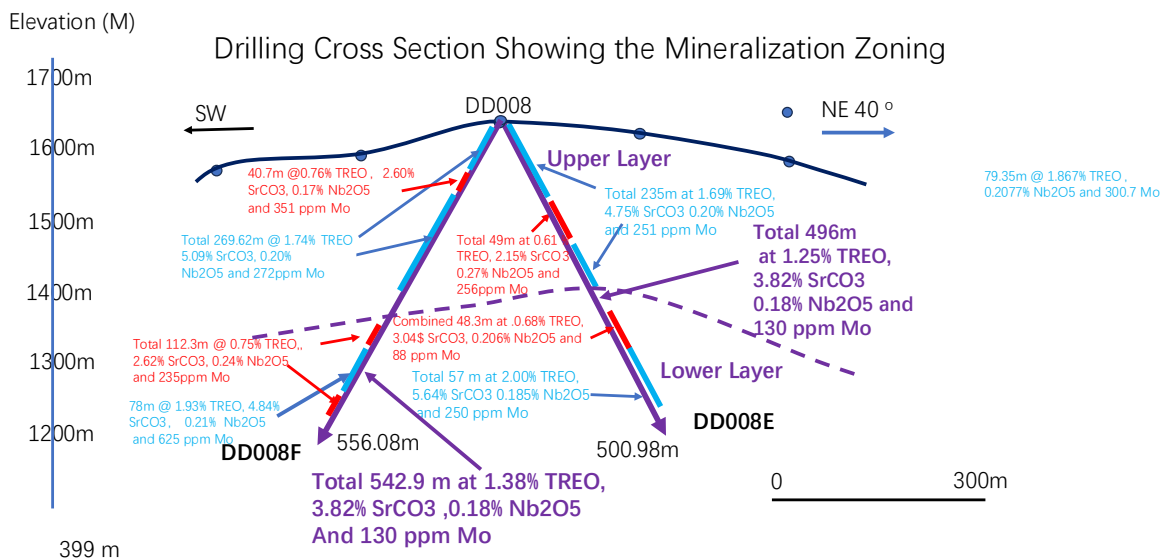 Elevation (M)
Drilling Cross Section Showing the Mineralization Zoning
1700m
DD008
SW
NE 40 o
1600m
Upper Layer
40.7m @0.76% TREO , 2.60%
SrCO3, 0.17% Nb2O5
and 351 ppm Mo
79.35m @ 1.867% TREO ,
0.2077% Nb2O5 and 300.7 Mo
Total 235m at 1.69% TREO,
4.75% SrCO3 0.20% Nb2O5
and 251 ppm Mo
1500m
Total 269.62m @ 1.74% TREO
5.09% SrCO3, 0.20%
Nb2O5 and 272ppm Mo
Total 49m at 0.61
TREO, 2.15% SrCO3
0.27% Nb2O5 and
256ppm Mo
Total 496m
at 1.25% TREO,
3.82% SrCO3
0.18% Nb2O5 and
130 ppm Mo
1400m
Combined 48.3m at .0.68% TREO,
3.04$ SrCO3, 0.206% Nb2O5 and
88 ppm Mo
Total 112.3m @ 0.75% TREO,,
2.62% SrCO3, 0.24% Nb2O5
and 235ppm Mo
1300m
Lower Layer
Total 57 m at 2.00% TREO,
5.64% SrCO3 0.185% Nb2O5
and 250 ppm Mo
78m @ 1.93% TREO, 4.84%
SrCO3, 0.21% Nb2O5
and 625 ppm Mo
1200m
DD008E
DD008F
556.08m
500.98m
Total 542.9 m at 1.38% TREO,
3.82% SrCO3 ,0.18% Nb2O5
And 130 ppm Mo
0
300m
399 m